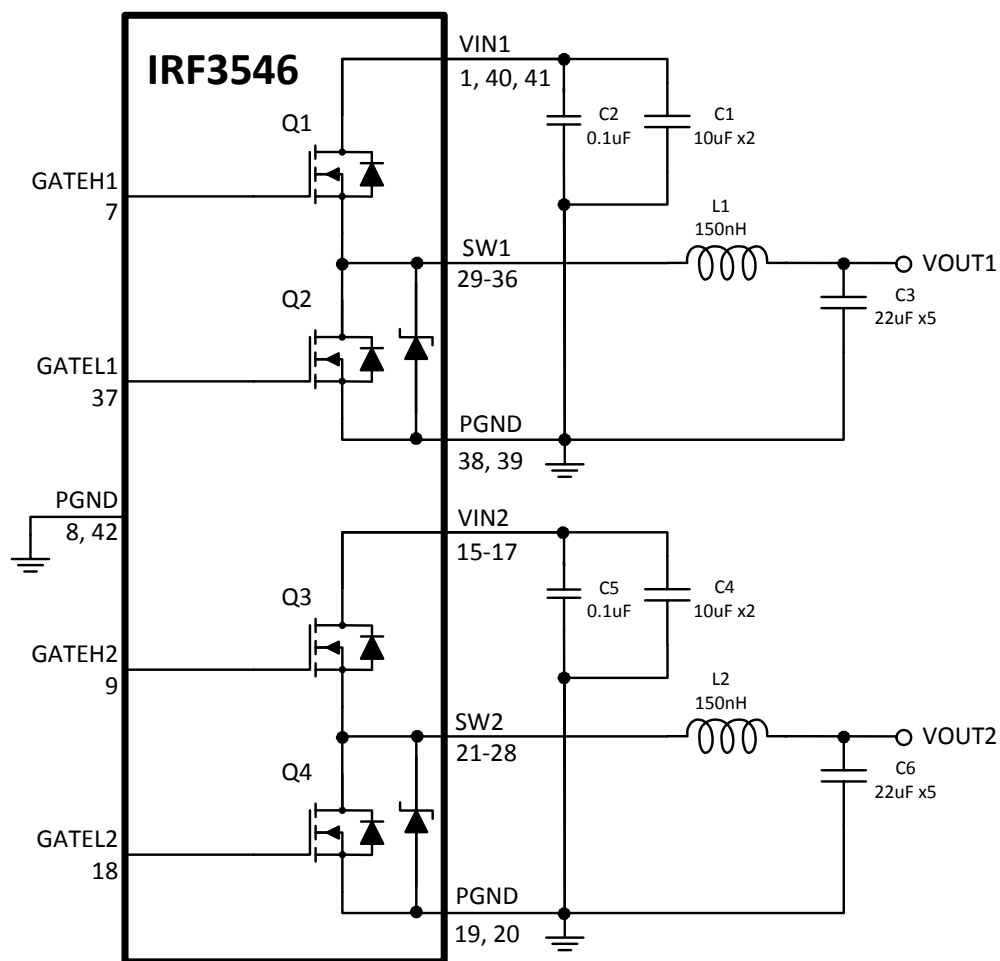 IRF3546
VIN1
1, 40, 41
C2
0.1uF
C1
10uF x2
Q1
GATEH1
7
L1
150nH
SW1
29-36
VOUT1
C3
22uF x5
Q2
GATEL1
37
PGND
38, 39
PGND
8, 42
VIN2
15-17
C5
0.1uF
C4
10uF x2
Q3
GATEH2
9
L2
150nH
SW2
21-28
VOUT2
C6
22uF x5
Q4
GATEL2
18
PGND
19, 20